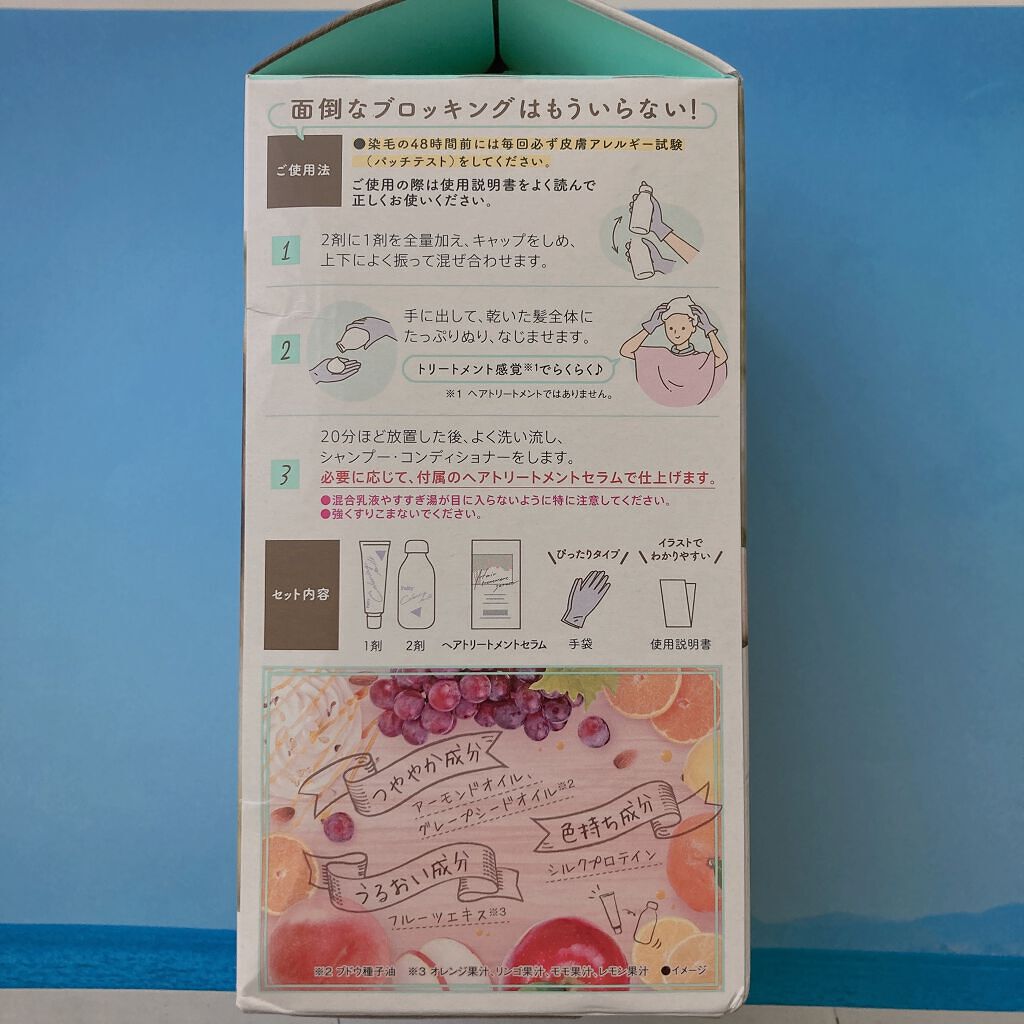 面倒なブロッキングはもういらない!
ご使用法
●染毛の48時間前には毎回必ず皮膚アレルギー試験
（パッチテスト）をしてください。
ご使用の際は使用説明書をよく読んで
正しくお使いください。
1
2剤に1剤を全量加え、キャップをしめ、
上下によく振って混ぜ合わせます。
2
手に出して、乾いた髪全体に
たっぷりぬり、なじませます。
トリートメント感覚※1でらくらく♪
※1 ヘアトリートメントではありません。
3
20分ほど放置した後、よく洗い流し、
シャンプー・コンディショナーをします。
必要に応じて、付属のヘアトリートメントセラムで仕上げます。
●混合乳液やすすぎ湯が目に入らないように特に注意してください。
●強くすりこまないでください。
セット内容
ぴったりタイプ
イラストで
わかりやすい
Hair
1剤
2剤
ヘアトリートメントセラム
手袋
使用説明書
つややか成分
アーモンドオイル、
グレープシードオイル※2
色持ち成分
シルクプロテイン
うるおい成分
フルーツエキス※3
※2 ブドウ種子油 ※3 オレンジ果汁、リンゴ果汁、モモ果汁、レモン果汁 ●イメージ